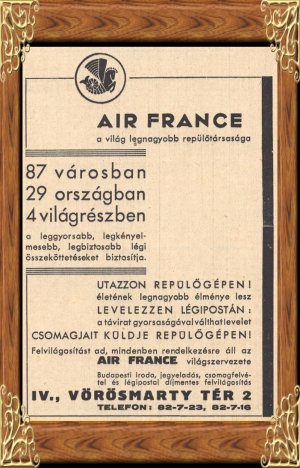 AIR FRANCE
a világ legnagyobb repülőtársasága
87 városban
29 országban
4 világrészben
a leggyorsabb, legkényel-
mesebb, legbiztosabb légi
összeköttetéseket biztosítja.
UTAZZON REPÜLŐGÉPEN!
életének legnagyobb élménye lesz
LEVELEZZEN LÉGIPOSTÁN:
a távirat gyorsaságával válthat levelet
CSOMAGJAIT KÜLDJE REPÜLŐGÉPEN!
Felvilágosítást ad, mindenben rendelkezésre áll az
AIR FRANCE világszervezete
Budapesti iroda, jegyeladás, csomagfelvé-
tel és légipostai díjmentes felvilágosítás
IV., VÖRÖSMARTY TÉR 2
TELEFON: 82-7-23, 82-7-16